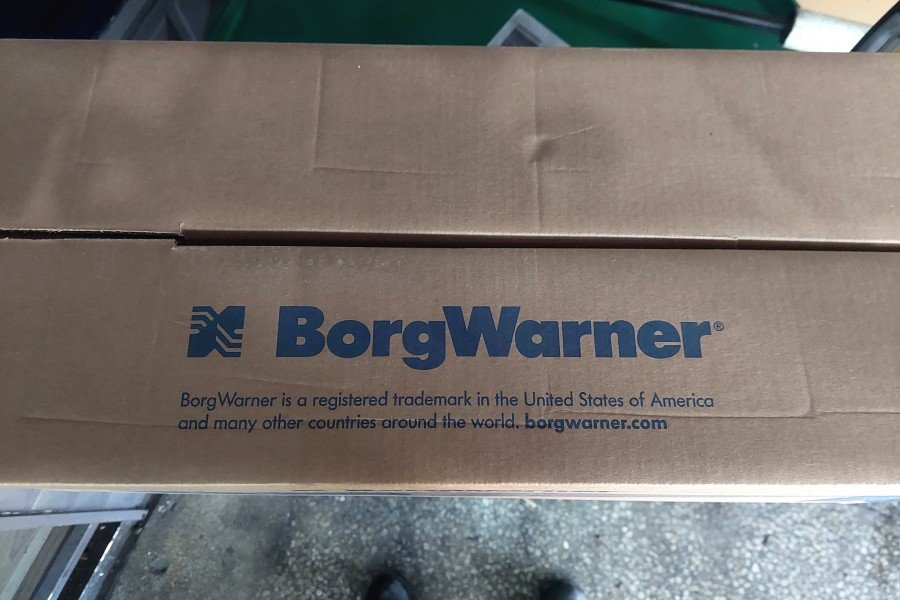 BorgWarner®
BorgWarner is a registered trademark in the United States of America
and many other countries around the world. borgwarner.com